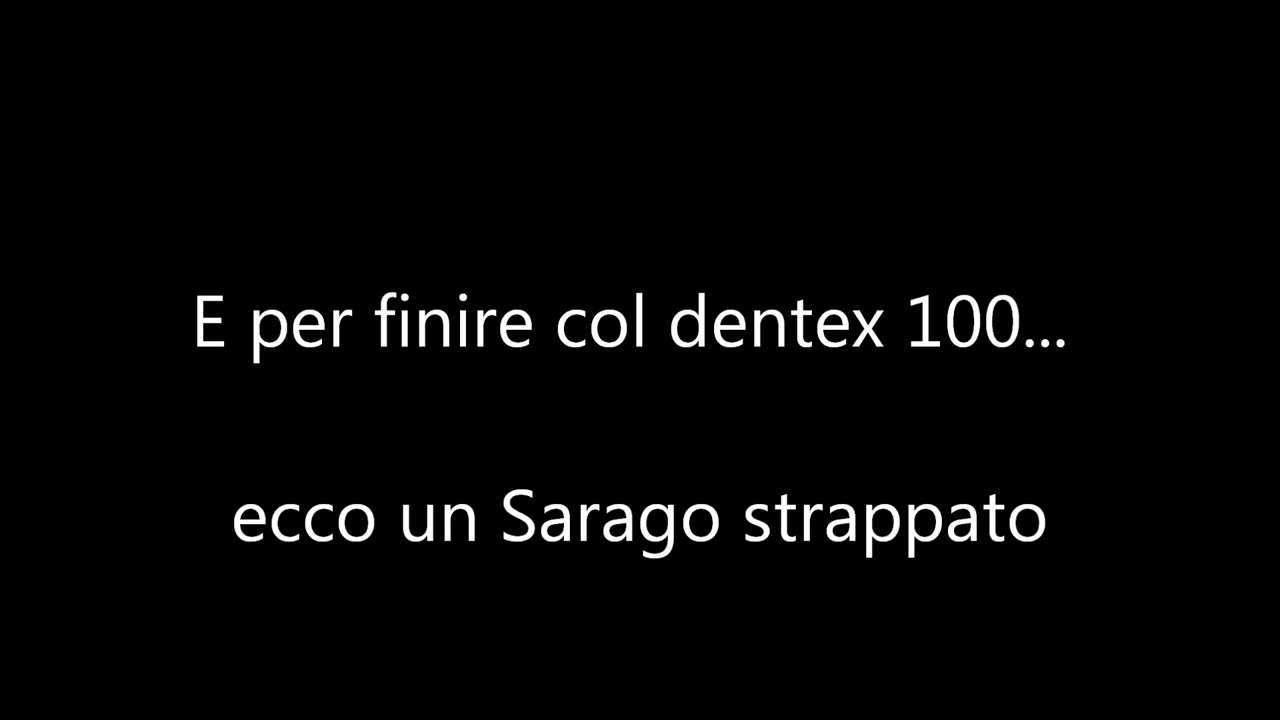 E per finire col dentex 100...
ecco un Sarago strappato